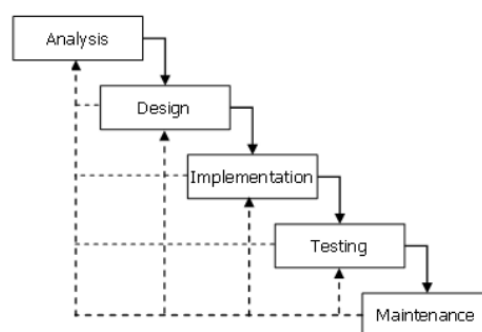 Analysis
Design
Implementation
Testing
Maintenance